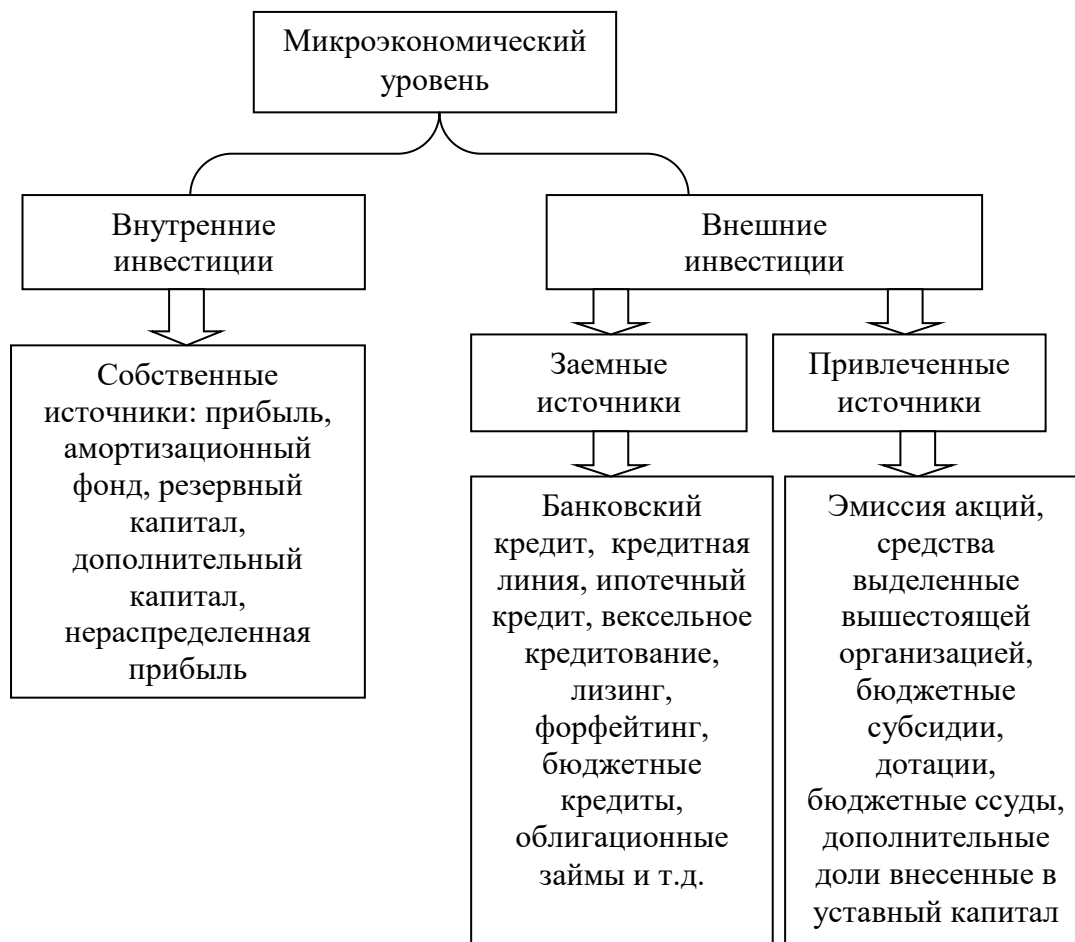 Микроэкономический
уровень
Внутренние
инвестиции
Внешние
инвестиции
Собственные
источники: прибыль,
амортизационный
фонд, резервный
капитал,
дополнительный
капитал,
нераспределенная
прибыль
Заемные
источники
Привлеченные
источники
Банковский
кредит, кредитная
линия, ипотечный
кредит, вексельное
кредитование,
лизинг,
форфейтинг,
бюджетные
кредиты,
облигационные
займы и т.д.
Эмиссия акций,
средства
выделенные
вышестоящей
организацией,
бюджетные
субсидии,
дотации,
бюджетные ссуды,
дополнительные
доли внесенные в
уставный капитал